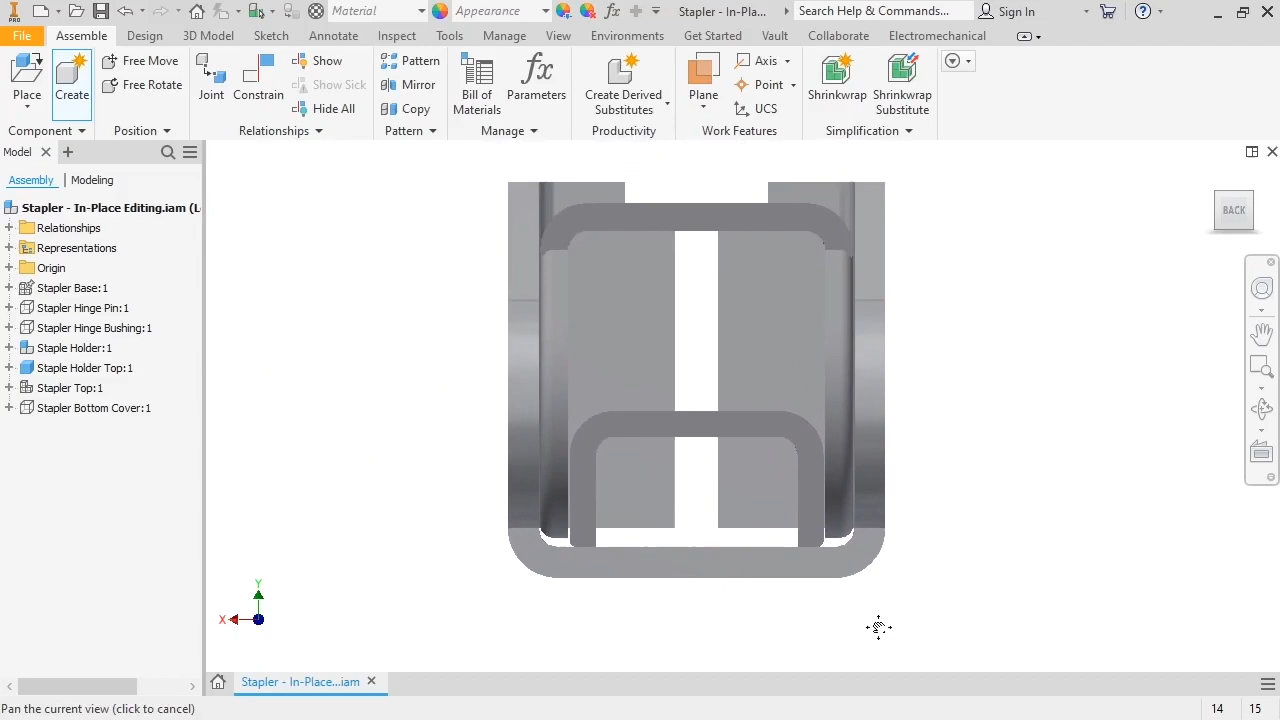 PRO
Material
Appearance
Stapler - In-Pla...
Search Help & Commands...
Sign In
File
Assemble
Design
3D Model
Sketch
Annotate
Inspect
Tools
Manage
View
Environments
Get Started
Vault
Collaborate
Electromechanical
Place
Create
Free Move
Free Rotate
Joint
Constrain
Show
Show Sick
Hide All
Pattern
Mirror
Copy
Bill of
Materials
Parameters
Create Derived
Substitutes
Plane
Axis
Point
UCS
Shrinkwrap
Shrinkwrap
Substitute
Component
Position
Relationships
Pattern
Manage
Productivity
Work Features
Simplification
Model
Assembly
Modeling
Stapler - In-Place Editing.iam (L
Relationships
Representations
Origin
Stapler Base:1
Stapler Hinge Pin:1
Stapler Hinge Bushing:1
Staple Holder:1
Staple Holder Top:1
Stapler Top:1
Stapler Bottom Cover:1
BACK
Y
X
Stapler - In-Place...iam
Pan the current view (click to cancel)
14
15